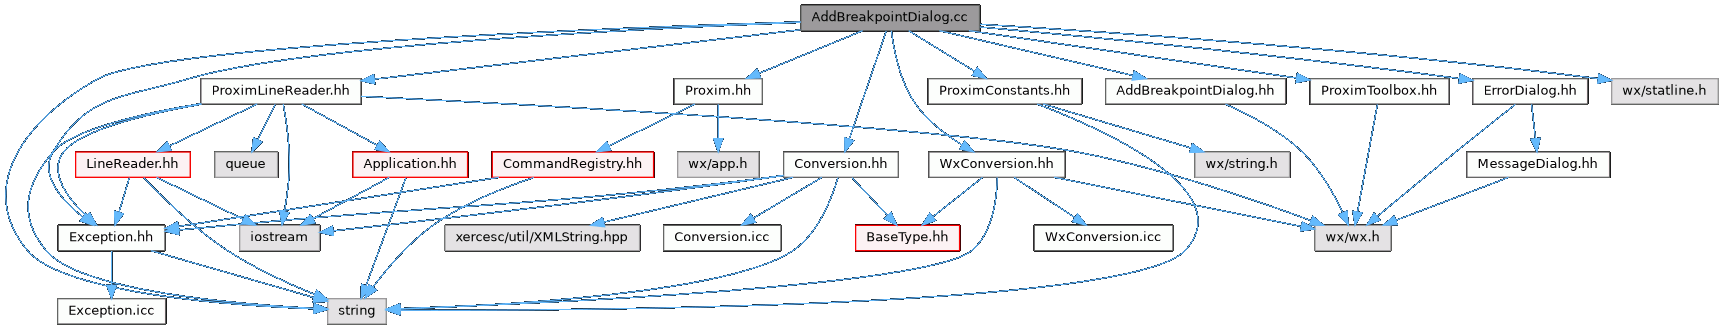 AddBreakpointDialog.cc
ProximLineReader.hh
Proxim.hh
ProximConstants.hh
AddBreakpointDialog.hh
ProximToolbox.hh
ErrorDialog.hh
wx/statline.h
LineReader.hh
queue
Application.hh
CommandRegistry.hh
wx/app.h
Conversion.hh
WxConversion.hh
wx/string.h
MessageDialog.hh
Exception.hh
iostream
xercesc/util/XMLString.hpp
Conversion.icc
BaseType.hh
WxConversion.icc
wx/wx.h
Exception.icc
string